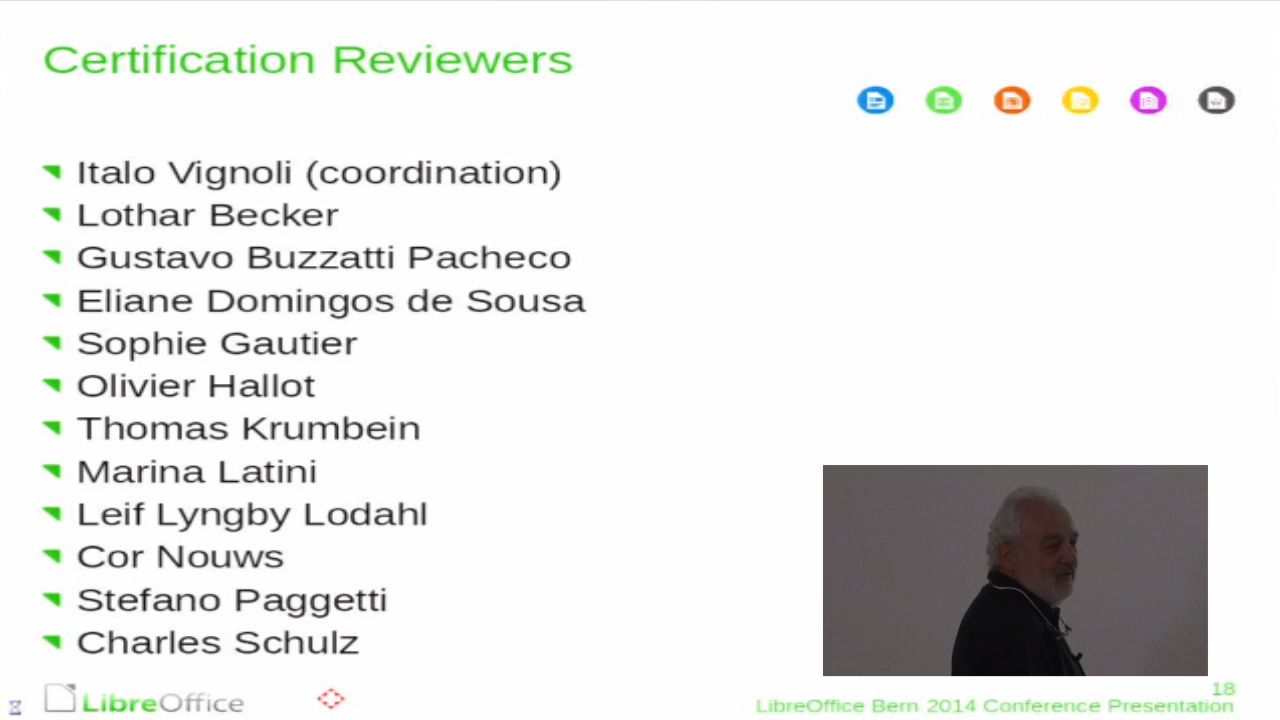 Certification Reviewers
Italo Vignoli (coordination)
Lothar Becker
Gustavo Buzzatti Pacheco
Eliane Domingos de Sousa
Sophie Gautier
Olivier Hallot
Thomas Krumbein
Marina Latini
Leif Lyngby Lodahl
Cor Nouws
Stefano Paggetti
Charles Schulz
LibreOffice
18
LibreOffice Bern 2014 Conference Presentation